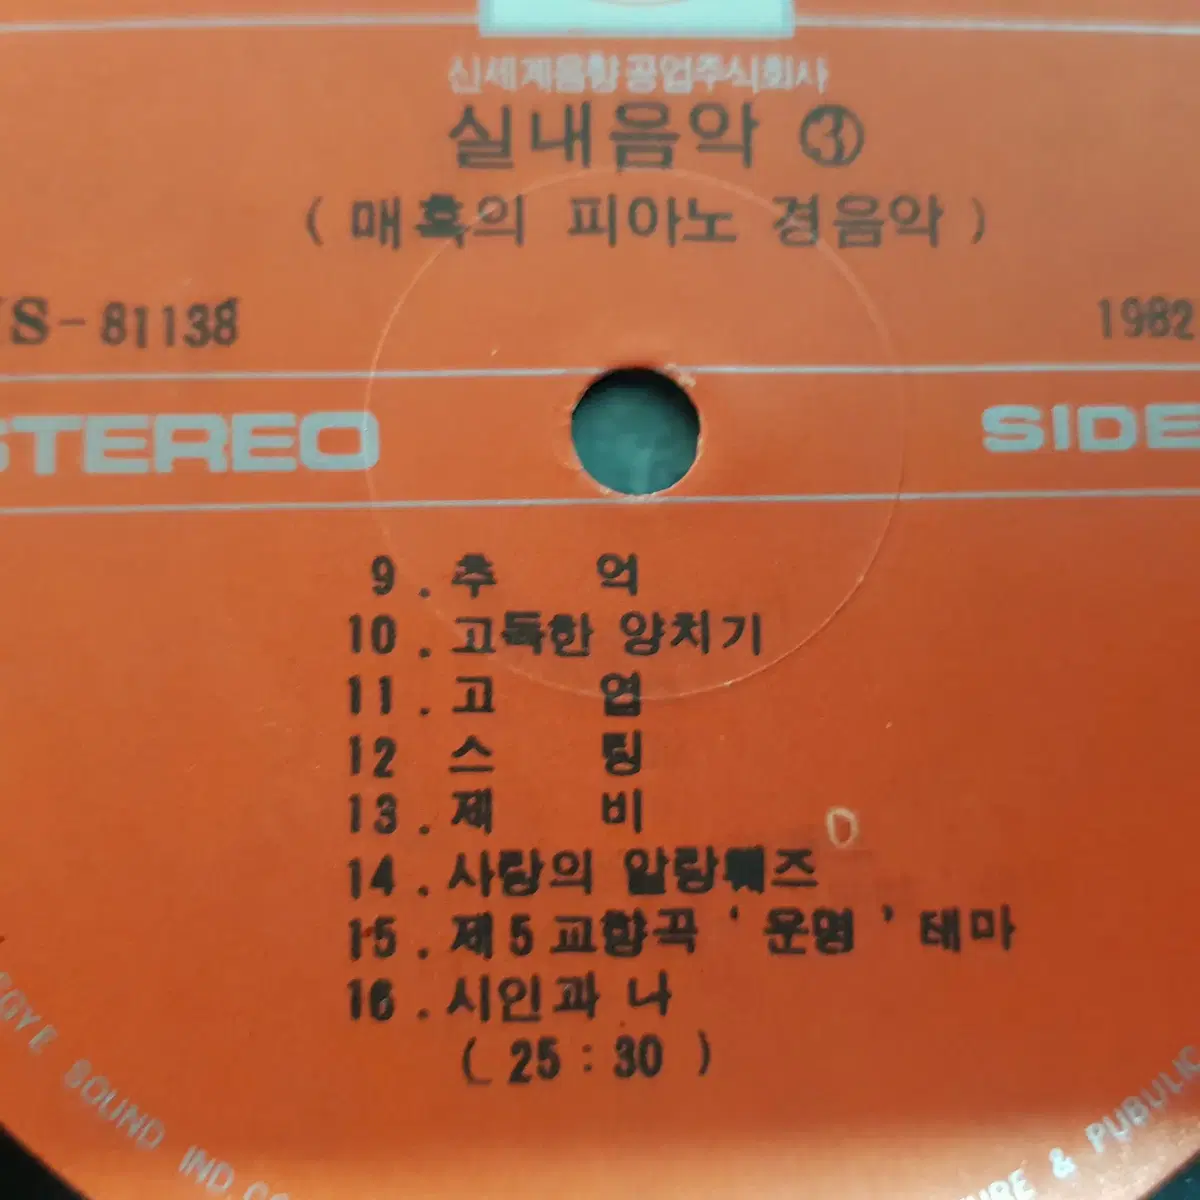 신세계음향공업주식회사
실내음악 ③
( 매혹의 피아노 경음악 )
S-81138
1982
STEREO
SIDE
9 . 추 억
10 . 고독한 양치기
11 . 고 엽
12 스 팅
13 . 제 비
14 . 사랑의 알랑훼즈
15 . 제5교향곡 ‘ 운명 ’ 테마
16 . 시인과 나
( 25 : 30 )
SOUND IND.
& PUBULIC